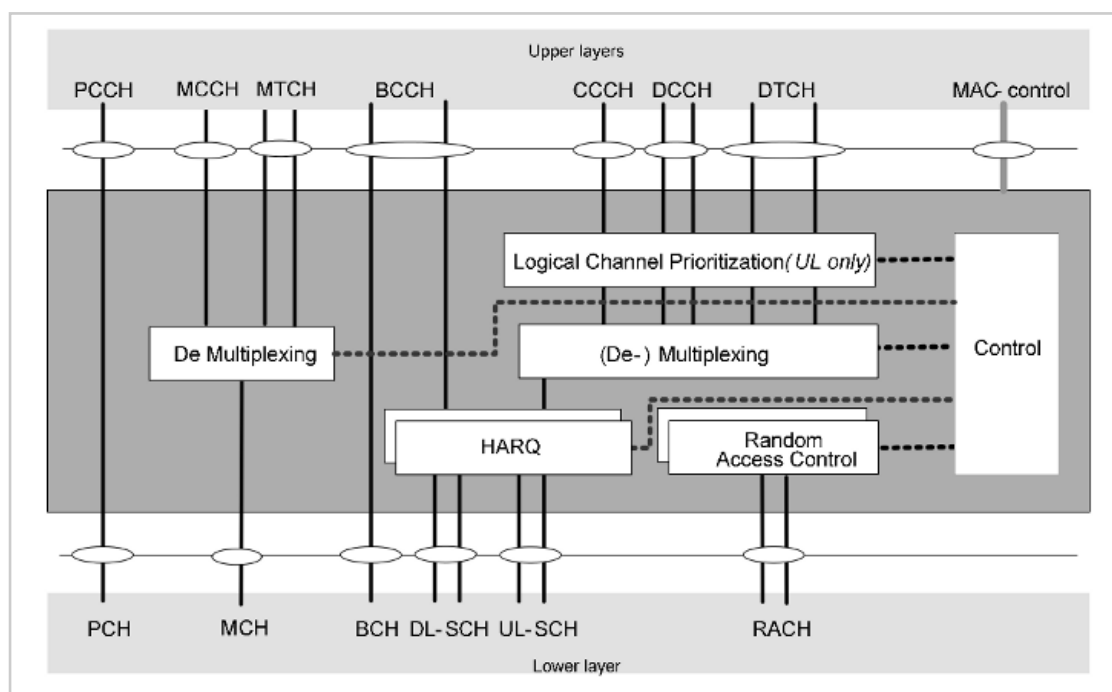 Upper layers
PCCH MCCH MTCH BCCH CCCH DCCH DTCH MAC- control
Logical Channel Prioritization(UL only)
De Multiplexing
(De-) Multiplexing
Control
HARQ
Random
Access Control
PCH MCH BCH DL- SCH UL- SCH RACH
Lower layer